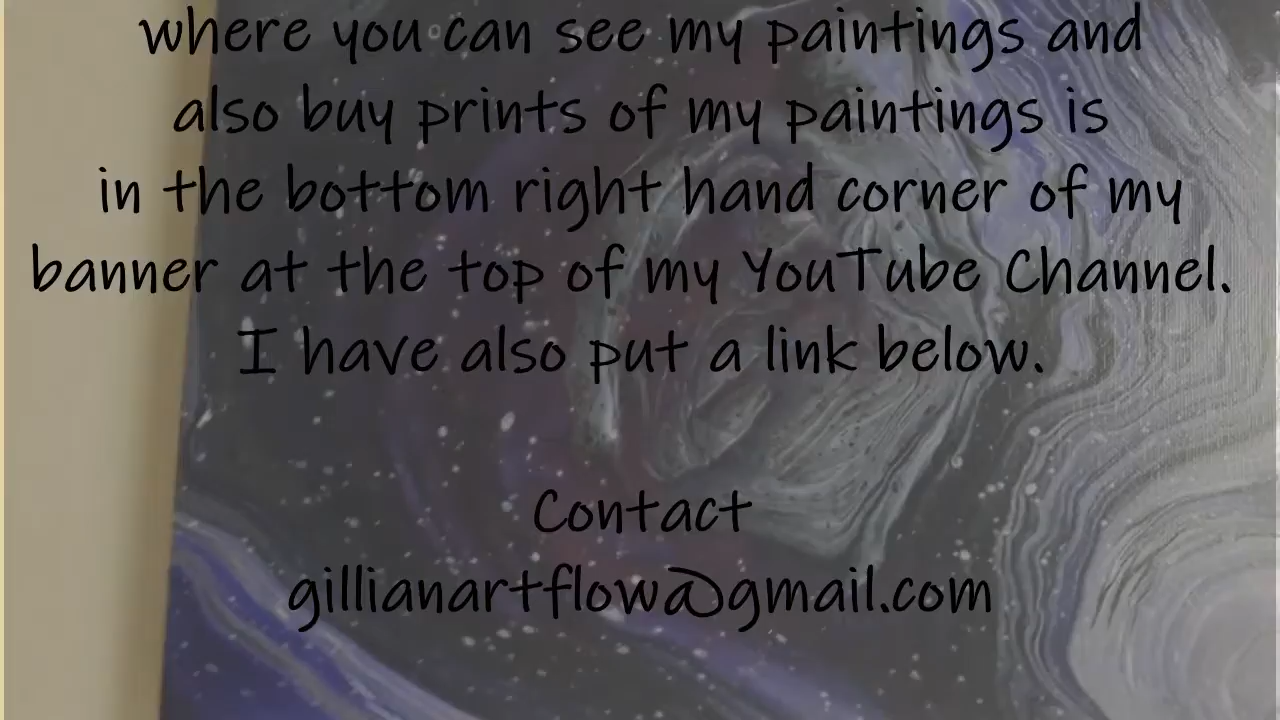 where you can see my paintings and
also buy prints of my paintings is
in the bottom right hand corner of my
banner at the top of my YouTube Channel.
I have also put a link below.
Contact
gillianartflow@gmail.com